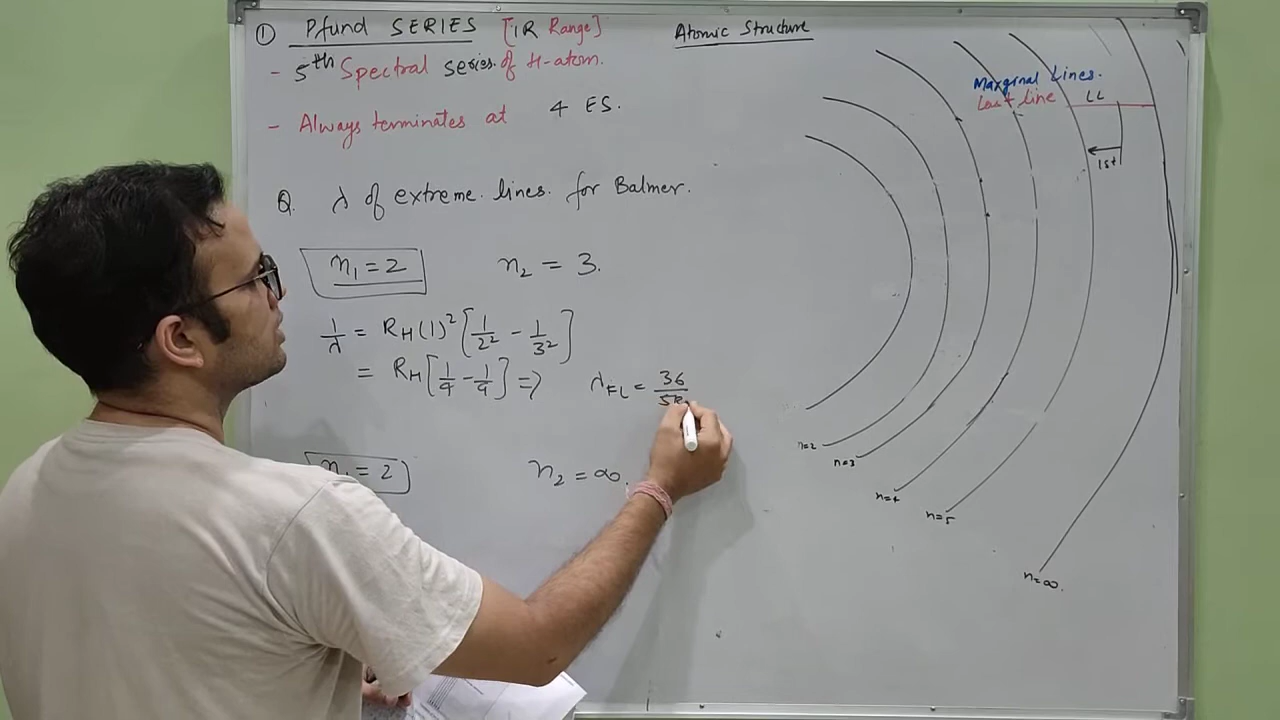 ① Pfund SERIES [IR Range]
Atomic Structure
- 5th Spectral series of H-atom.
- Always terminates at 4 ES.
Q. λ of extreme lines for Balmer.
n₁ = 2 n₂ = 3.
1/λ = R_H(1)² [1/2² - 1/3²]
= R_H [1/4 - 1/9] => λ_FL = 36/5R
n₁ = 2 n₂ = ∞.
Marginal Lines.
Last line LL
1st
n=2
n=3
n=4
n=5
n=∞